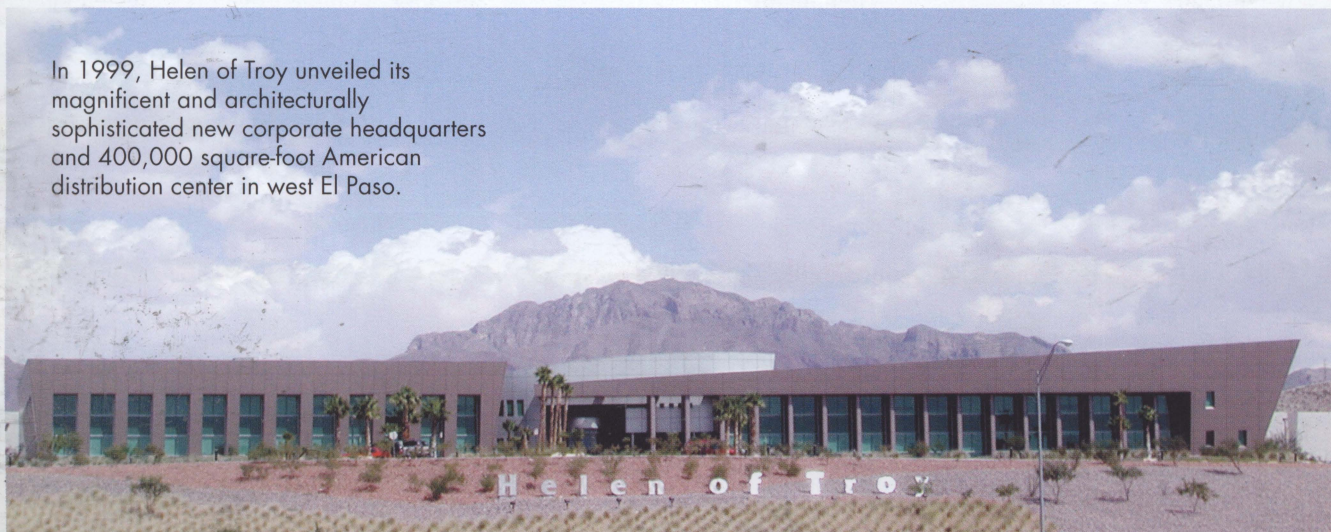 In 1999, Helen of Troy unveiled its
magnificent and architecturally
sophisticated new corporate headquarters
and 400,000 square-foot American
distribution center in west El Paso.
Helen of Troy